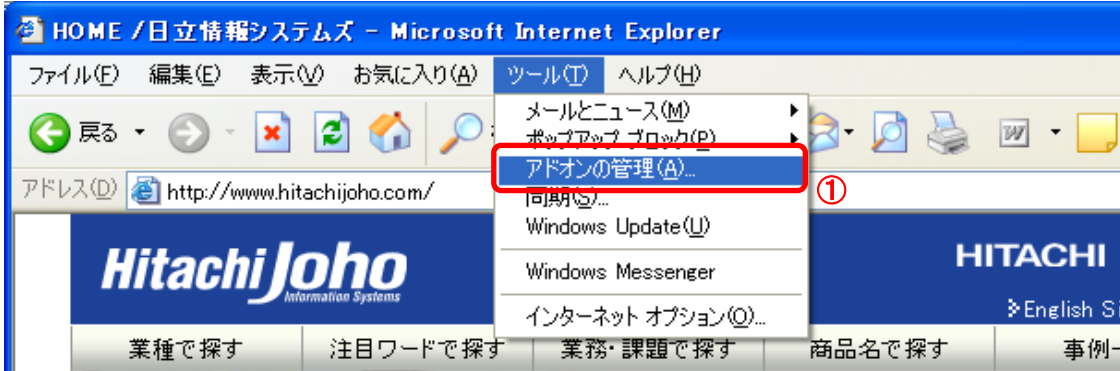 HOME /日立情報システムズ - Microsoft Internet Explorer
ファイル(F) 編集(E) 表示(V) お気に入り(A) ツール(T) ヘルプ(H)
メールとニュース(M)
戻る
ポップアップ ブロック(P)
アドオンの管理(A)...
①
アドレス(D) http://www.hitachijoho.com/
同期(S)...
Windows Update(U)
HitachiJoho
Information Systems
HITACHI
Windows Messenger
English Si
インターネット オプション(O)...
業種で探す 注目ワードで探す 業務・課題で探す 商品名で探す 事例一